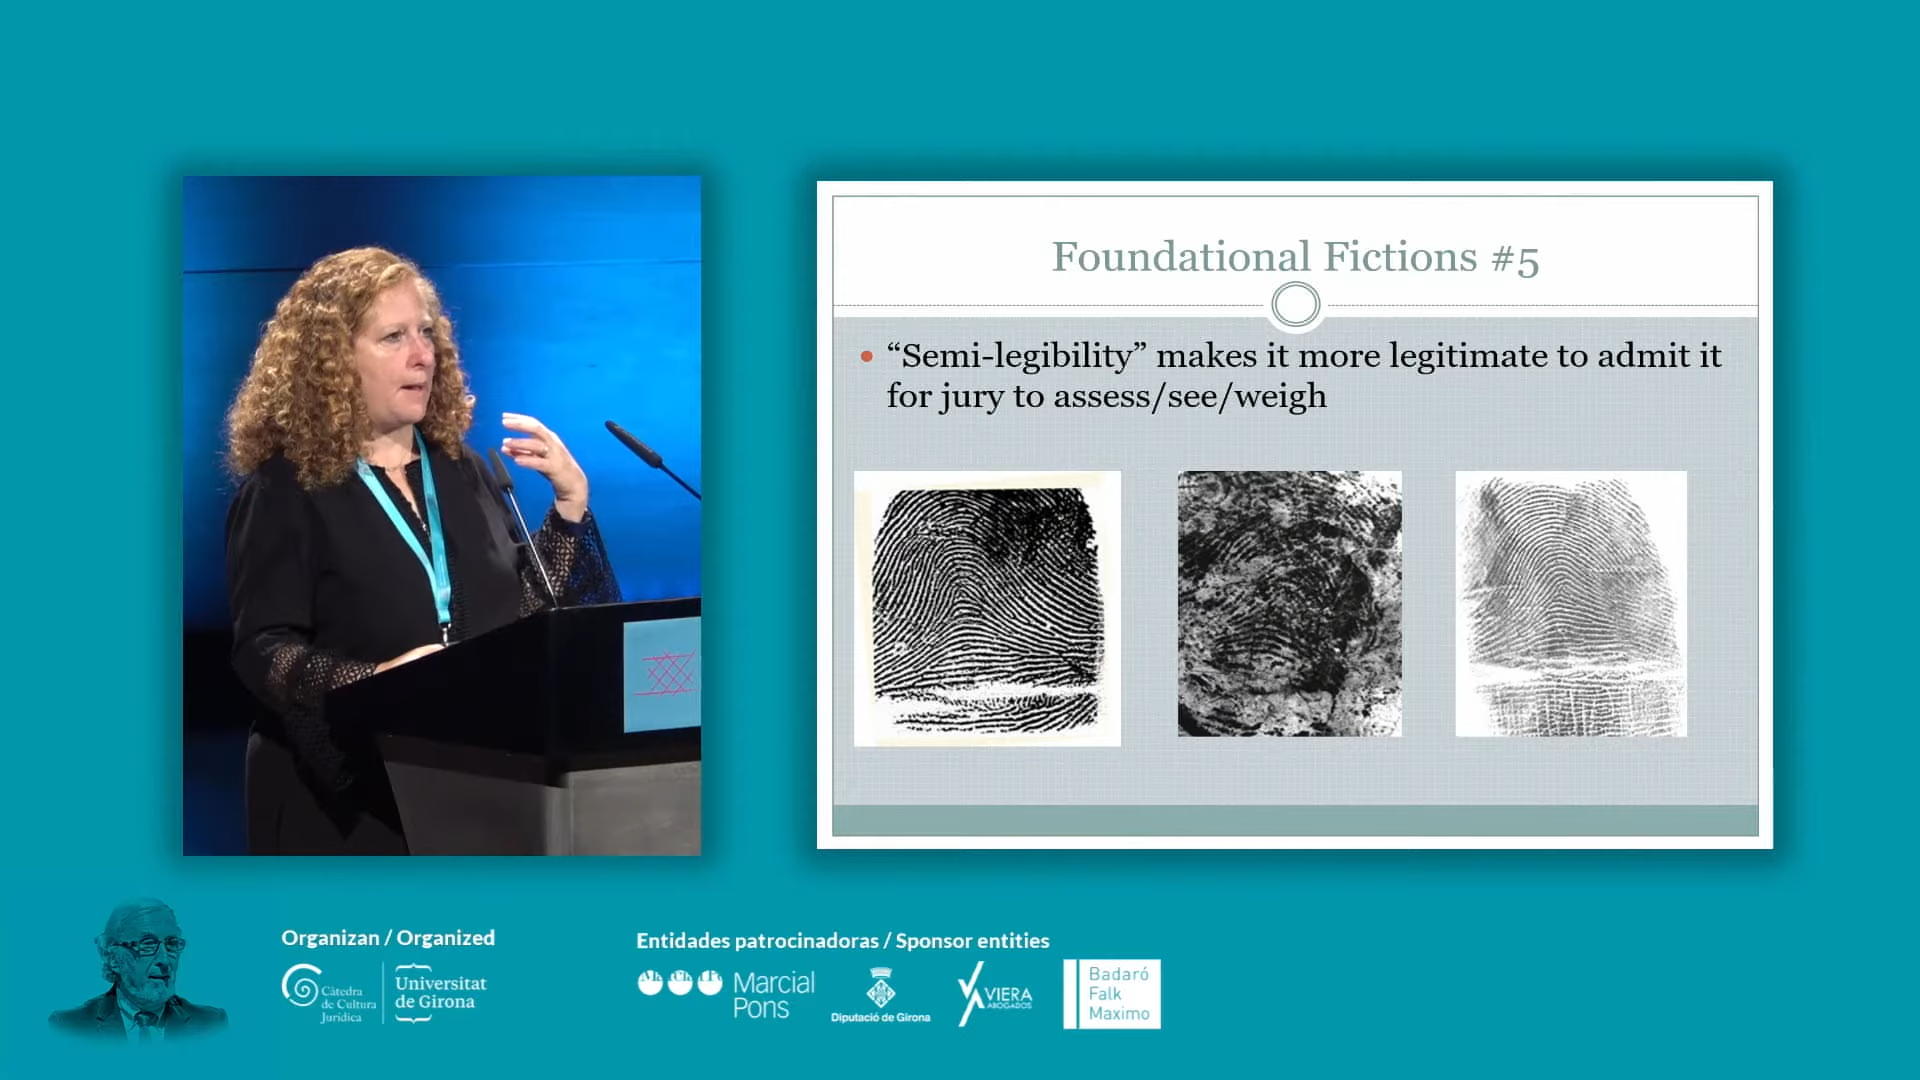 Foundational Fictions #5
“Semi-legibility” makes it more legitimate to admit it
for jury to assess/see/weigh
Organizan / Organized
Càtedra
de Cultura
Jurídica
Universitat
de Girona
Entidades patrocinadoras / Sponsor entities
Marcial
Pons
Diputació de Girona
VIERA
ABOGADOS
Badaró
Falk
Maximo